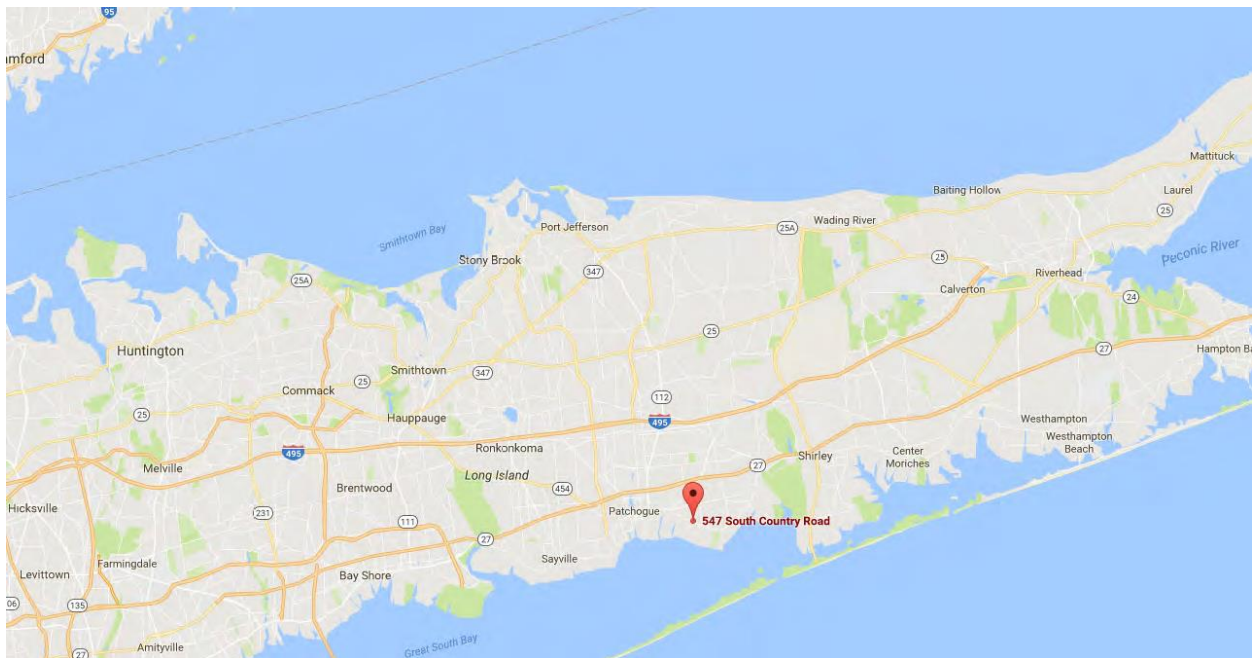 95
amford
Mattituck
Baiting Hollow
Laurel
25
Wading River
25A
Port Jefferson
Smithtown Bay
Stony Brook
347
25
Peconic River
Riverhead
Calverton
24
25A
25
Huntington
27
Hampton Ba
Smithtown
347
Commack
25
112
Hauppauge
25
495
Westhampton
Westhampton
Beach
Ronkonkoma
495
Center
Moriches
Shirley
27
Melville
Long Island
Brentwood
454
Hicksville
231
111
Patchogue
547 South Country Road
27
Sayville
Farmingdale
Levittown
Bay Shore
06
135
Amityville
27
Great South Bay